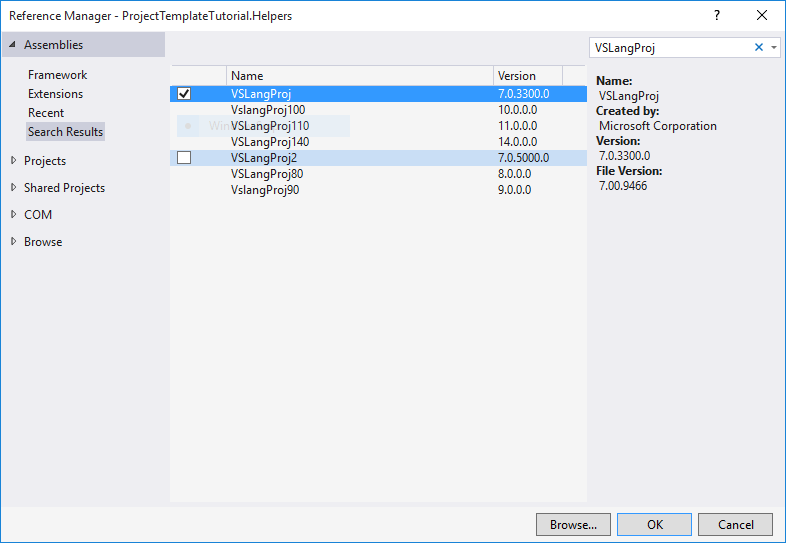 Reference Manager - ProjectTemplateTutorial.Helpers
?
Assemblies
VSLangProj
Framework
Extensions
Recent
Search Results
Projects
Shared Projects
COM
Browse
Name Version
VSLangProj 7.0.3300.0
VslangProj100 10.0.0.0
VSLangProj110 11.0.0.0
VSLangProj140 14.0.0.0
VSLangProj2 7.0.5000.0
VSLangProj80 8.0.0.0
VslangProj90 9.0.0.0
Name:
VSLangProj
Created by:
Microsoft Corporation
Version:
7.0.3300.0
File Version:
7.00.9466
Browse... OK Cancel